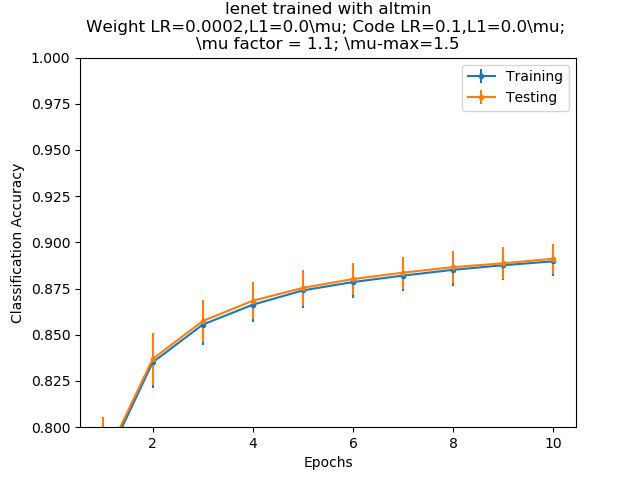 lenet trained with altmin
Weight LR=0.0002,L1=0.0\mu; Code LR=0.1,L1=0.0\mu;
\mu factor = 1.1; \mu-max=1.5
Training
Testing
Classification Accuracy
1.000
0.975
0.950
0.925
0.900
0.875
0.850
0.825
0.800
2
4
6
8
10
Epochs